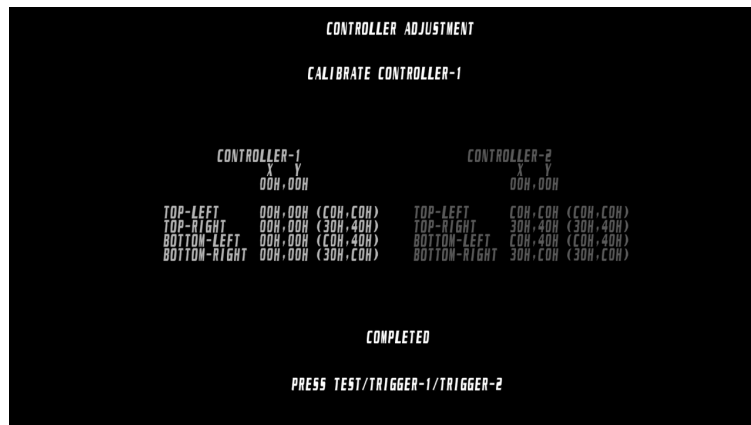 CONTROLLER ADJUSTMENT
CALIBRATE CONTROLLER-1
CONTROLLER-1 CONTROLLER-2
X Y X Y
00H,00H 00H,00H
TOP-LEFT 00H,00H (C0H,C0H) TOP-LEFT C0H,C0H (C0H,C0H)
TOP-RIGHT 00H,00H (30H,40H) TOP-RIGHT 30H,40H (30H,40H)
BOTTOM-LEFT 00H,00H (C0H,40H) BOTTOM-LEFT C0H,40H (C0H,40H)
BOTTOM-RIGHT 00H,00H (30H,C0H) BOTTOM-RIGHT 30H,C0H (30H,C0H)
COMPLETED
PRESS TEST/TRIGGER-1/TRIGGER-2